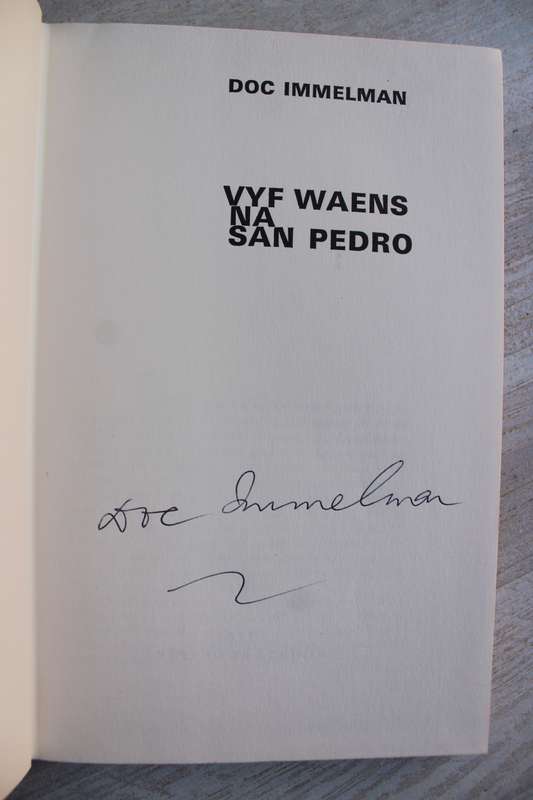 DOC IMMELMAN
VYF WAENS
NA
SAN PEDRO
Doc Immelman